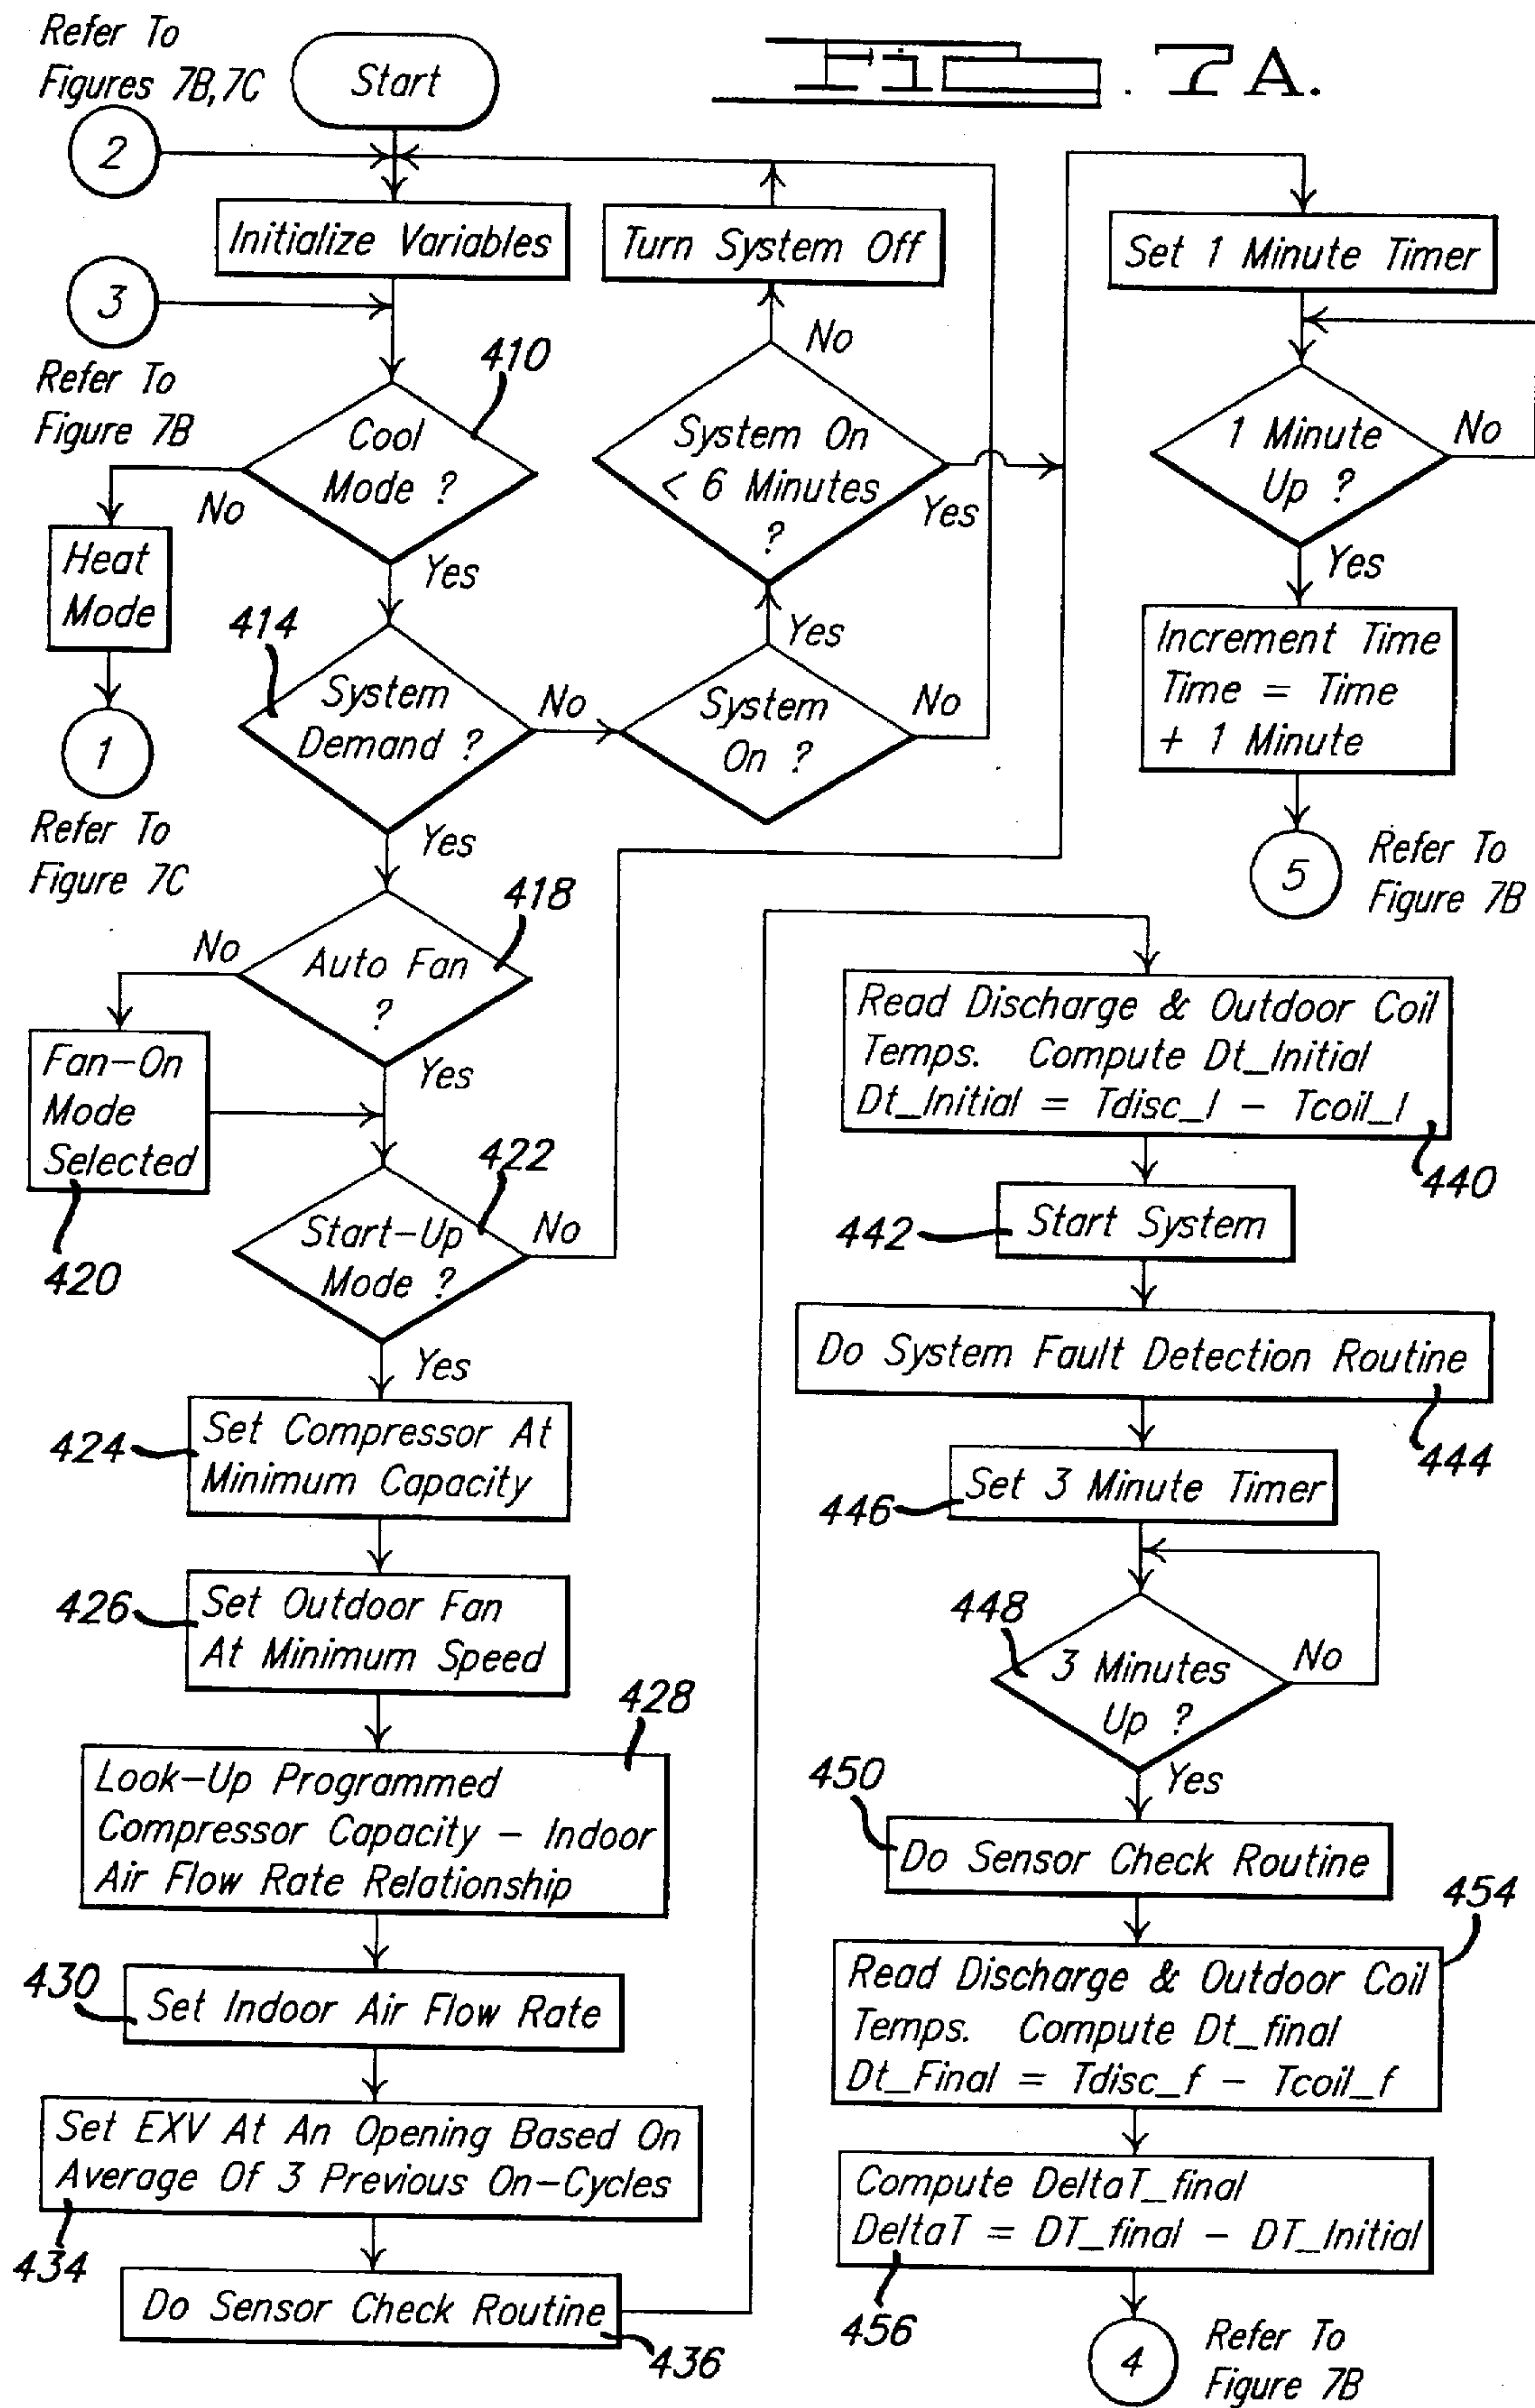 Refer To
Figures 7B, 7C
Start
FIG. 7A.
2
Initialize Variables
Turn System Off
Set 1 Minute Timer
3
Refer To
Figure 7B
410
Cool
Mode ?
No
Yes
No
System On
< 6 Minutes
?
Yes
1 Minute
Up ?
No
Yes
Heat
Mode
1
Refer To
Figure 7C
414
System
Demand ?
No
Yes
Yes
System
On ?
No
Increment Time
Time = Time
+ 1 Minute
5
Refer To
Figure 7B
418
Auto Fan
?
No
Yes
Fan-On
Mode
Selected
420
422
Start-Up
Mode ?
No
Yes
424
Set Compressor At
Minimum Capacity
426
Set Outdoor Fan
At Minimum Speed
428
Look-Up Programmed
Compressor Capacity - Indoor
Air Flow Rate Relationship
430
Set Indoor Air Flow Rate
Set EXV At An Opening Based On
Average Of 3 Previous On-Cycles
434
Do Sensor Check Routine
436
Read Discharge & Outdoor Coil
Temps. Compute Dt_Initial
Dt_Initial = Tdisc_I - Tcoil_I
440
442
Start System
Do System Fault Detection Routine
444
446
Set 3 Minute Timer
448
3 Minutes
Up ?
No
Yes
450
Do Sensor Check Routine
454
Read Discharge & Outdoor Coil
Temps. Compute Dt_final
Dt_Final = Tdisc_f - Tcoil_f
Compute DeltaT_final
DeltaT = DT_final - DT_Initial
456
4
Refer To
Figure 7B